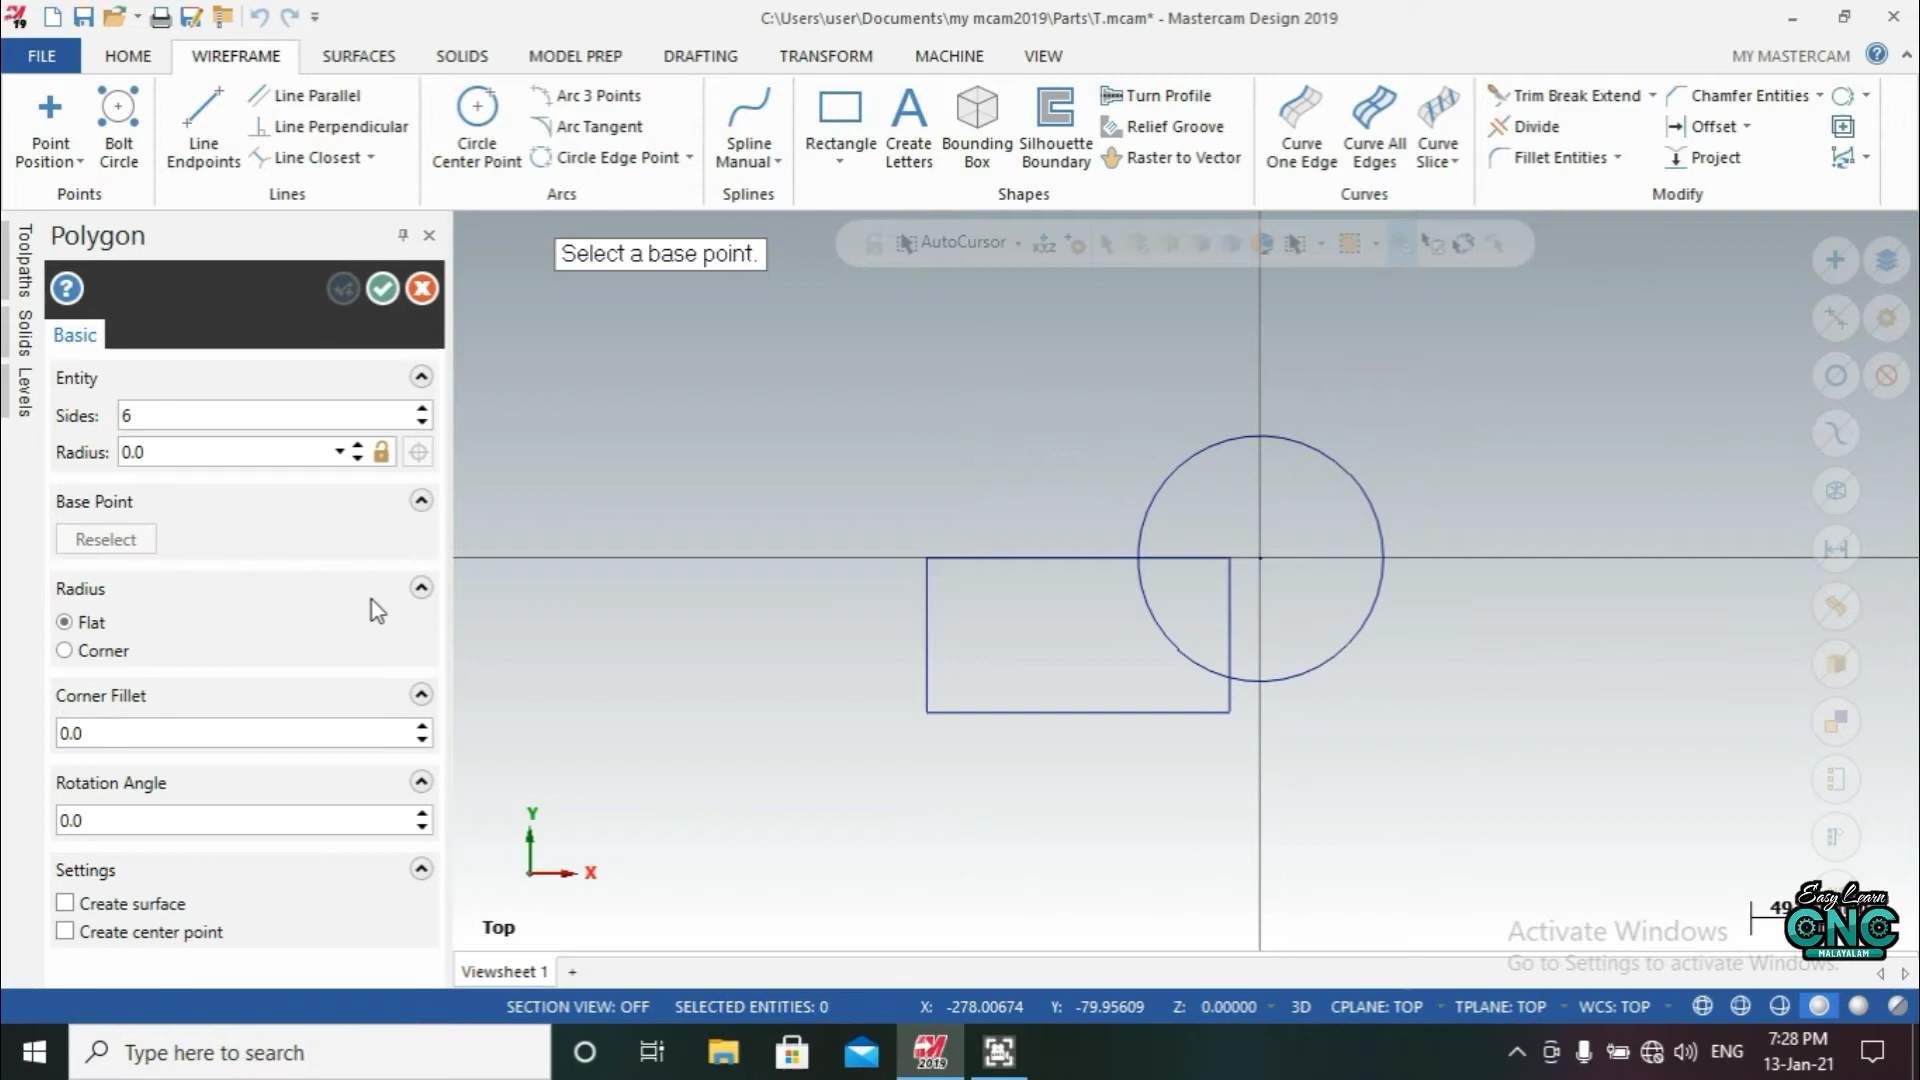 C:\Users\user\Documents\my mcam2019\Parts\T.mcam* - Mastercam Design 2019
FILE HOME WIREFRAME SURFACES SOLIDS MODEL PREP DRAFTING TRANSFORM MACHINE VIEW MY MASTERCAM
Point Position
Bolt Circle
Points
Line Endpoints
Line Parallel
Line Perpendicular
Line Closest
Lines
Circle Center Point
Arc 3 Points
Arc Tangent
Circle Edge Point
Arcs
Spline Manual
Splines
Rectangle
Create Letters
Bounding Box
Silhouette Boundary
Turn Profile
Relief Groove
Raster to Vector
Shapes
Curve One Edge
Curve All Edges
Curve Slice
Curves
Trim Break Extend
Divide
Fillet Entities
Chamfer Entities
Offset
Project
Modify
Toolpaths
Solids
Levels
Polygon
Basic
Entity
Sides: 6
Radius: 0.0
Base Point
Reselect
Radius
Flat
Corner
Corner Fillet
0.0
Rotation Angle
0.0
Settings
Create surface
Create center point
Select a base point.
AutoCursor
XYZ
Y
X
Top
49
Easy Learn
CNC
MALAYALAM
Activate Windows
Go to Settings to activate Windows.
Viewsheet 1 +
SECTION VIEW: OFF SELECTED ENTITIES: 0 X: -278.00674 Y: -79.95609 Z: 0.00000 3D CPLANE: TOP TPLANE: TOP WCS: TOP
Type here to search
2019
ENG
7:28 PM
13-Jan-21